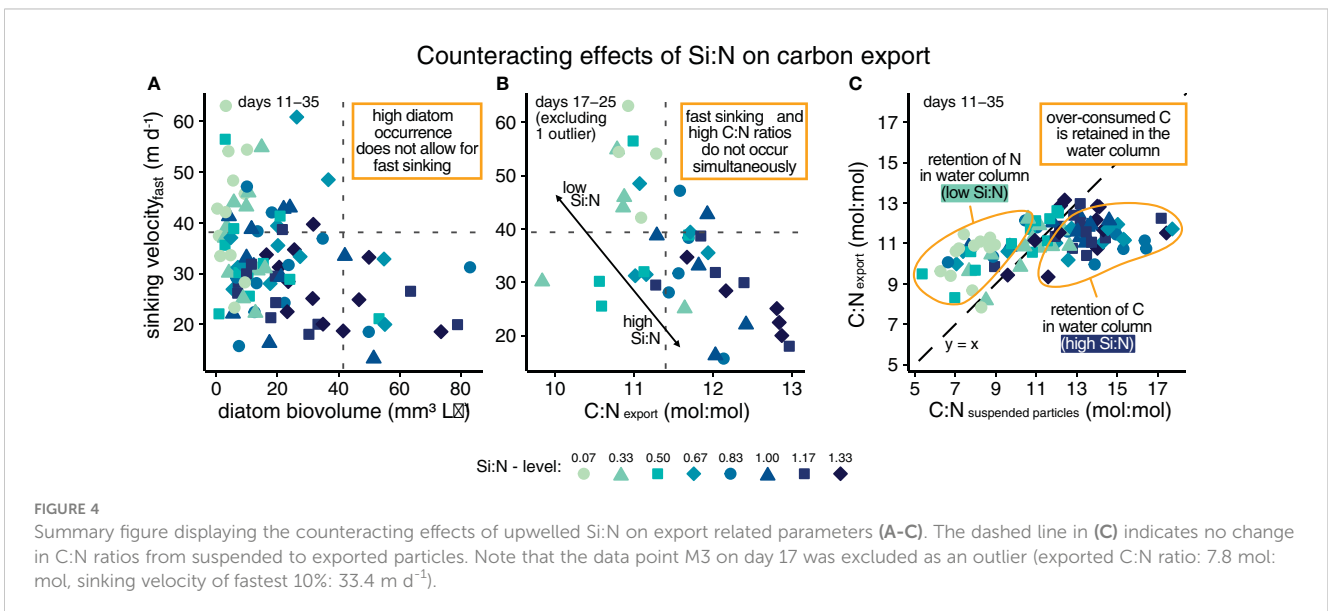 Counteracting effects of Si:N on carbon export
A
days 11–35
high diatom
occurrence
does not allow for
fast sinking
60
50
40
30
20
sinking velocity fast (m d⁻¹)
0
20
40
60
80
diatom biovolume (mm³ L
B
days 17–25
(excluding
1 outlier)
fast sinking and
high C:N ratios
do not occur
simultaneously
60
50
40
30
20
low
Si:N
high
Si:N
10
11
12
13
C:N export (mol:mol)
C
days 11–35
over-consumed C
is retained in the
water column
retention of N
in water column
(low Si:N)
retention of C
in water column
(high Si:N)
y = x
17
15
13
11
9
7
5
C:N export (mol:mol)
5
7
9
11
13
15
17
C:N suspended particles (mol:mol)
Si:N - level:
0.07
0.33
0.50
0.67
0.83
1.00
1.17
1.33
FIGURE 4
Summary figure displaying the counteracting effects of upwelled Si:N on export related parameters (A-C). The dashed line in (C) indicates no change
in C:N ratios from suspended to exported particles. Note that the data point M3 on day 17 was excluded as an outlier (exported C:N ratio: 7.8 mol:
mol, sinking velocity of fastest 10%: 33.4 m d⁻¹).